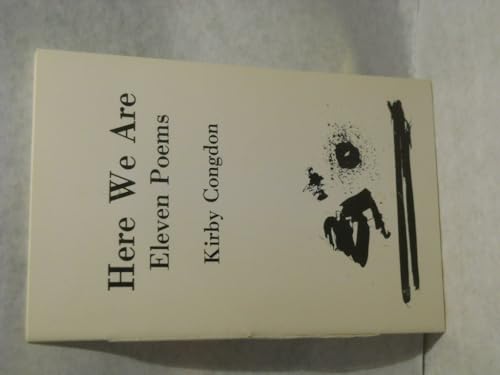 Here We Are
Eleven Poems
Kirby Congdon